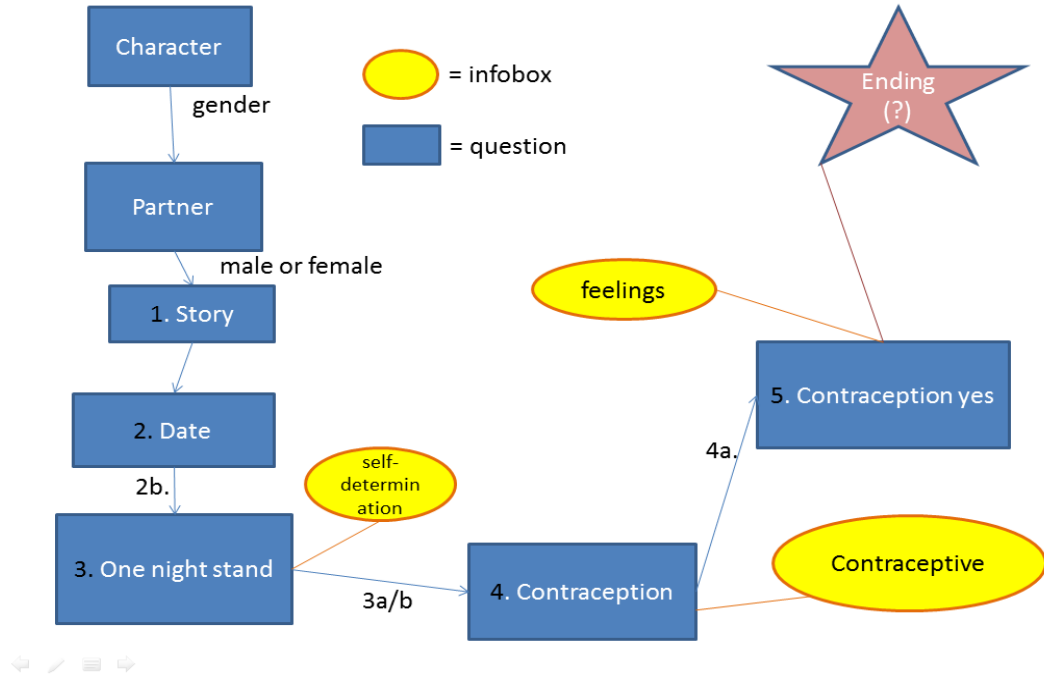 Character
gender
Partner
male or female
1. Story
2. Date
2b.
3. One night stand
self-
determin
ation
3a/b
4. Contraception
Contraceptive
4a.
5. Contraception yes
feelings
Ending
(?)
= infobox
= question